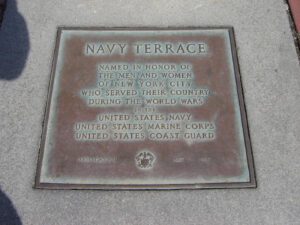 NAVY TERRACE
NAMED IN HONOR OF
THE MEN AND WOMEN
OF NEW YORK CITY
WHO SERVED THEIR COUNTRY
DURING THE WORLD WARS
IN THE
UNITED STATES NAVY
UNITED STATES MARINE CORPS
UNITED STATES COAST GUARD